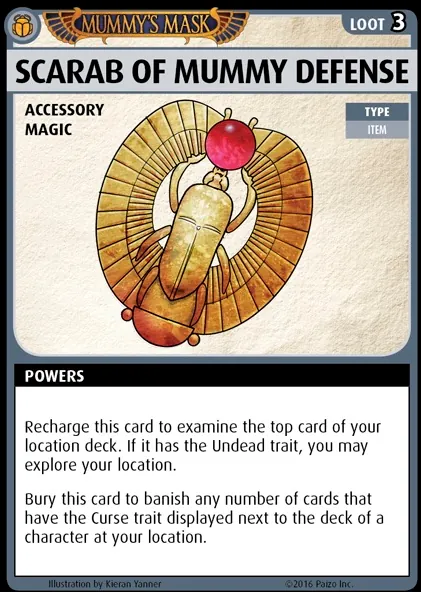 MUMMY'S MASK
LOOT 3
SCARAB OF MUMMY DEFENSE
ACCESSORY
MAGIC
TYPE
ITEM
POWERS
Recharge this card to examine the top card of your
location deck. If it has the Undead trait, you may
explore your location.
Bury this card to banish any number of cards that
have the Curse trait displayed next to the deck of a
character at your location.
Illustration by Kieran Yanner
©2016 Paizo Inc.